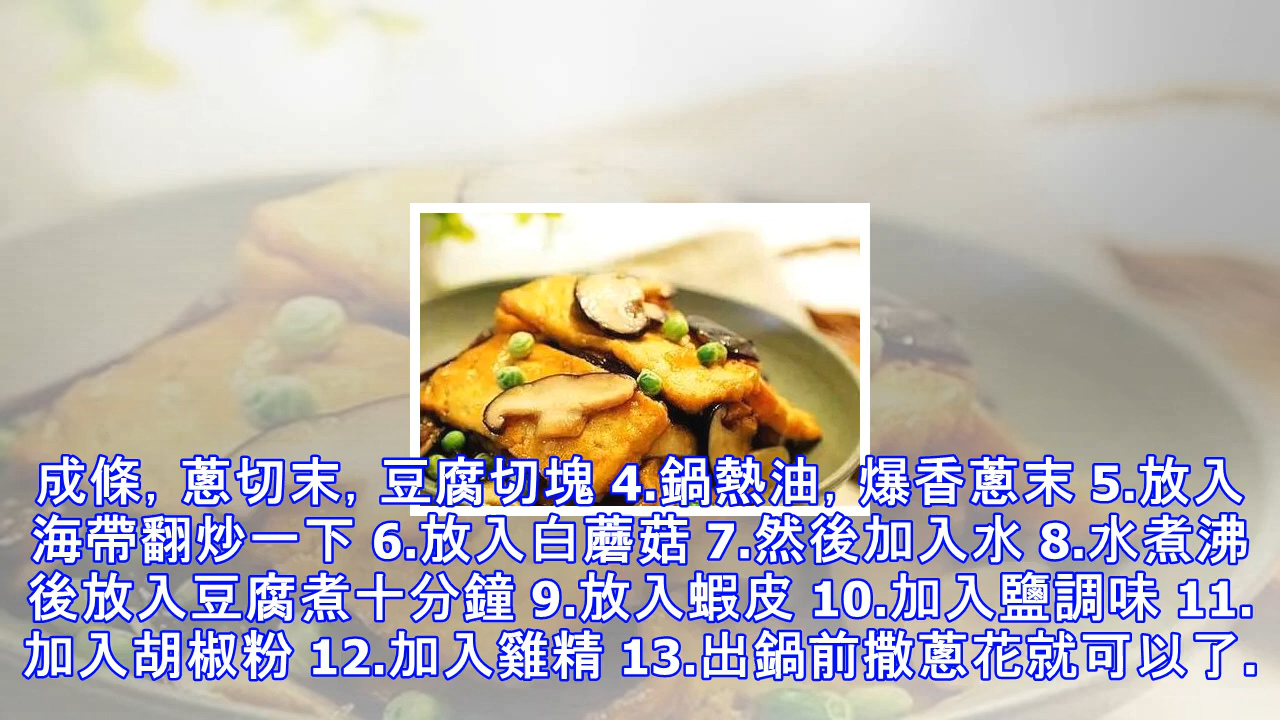 成條, 蔥切末, 豆腐切塊 4.鍋熱油, 爆香蔥末 5.放入
海帶翻炒一下 6.放入白蘑菇 7.然後加入水 8.水煮沸
後放入豆腐煮十分鐘 9.放入蝦皮 10.加入鹽調味 11.
加入胡椒粉 12.加入雞精 13.出鍋前撒蔥花就可以了.